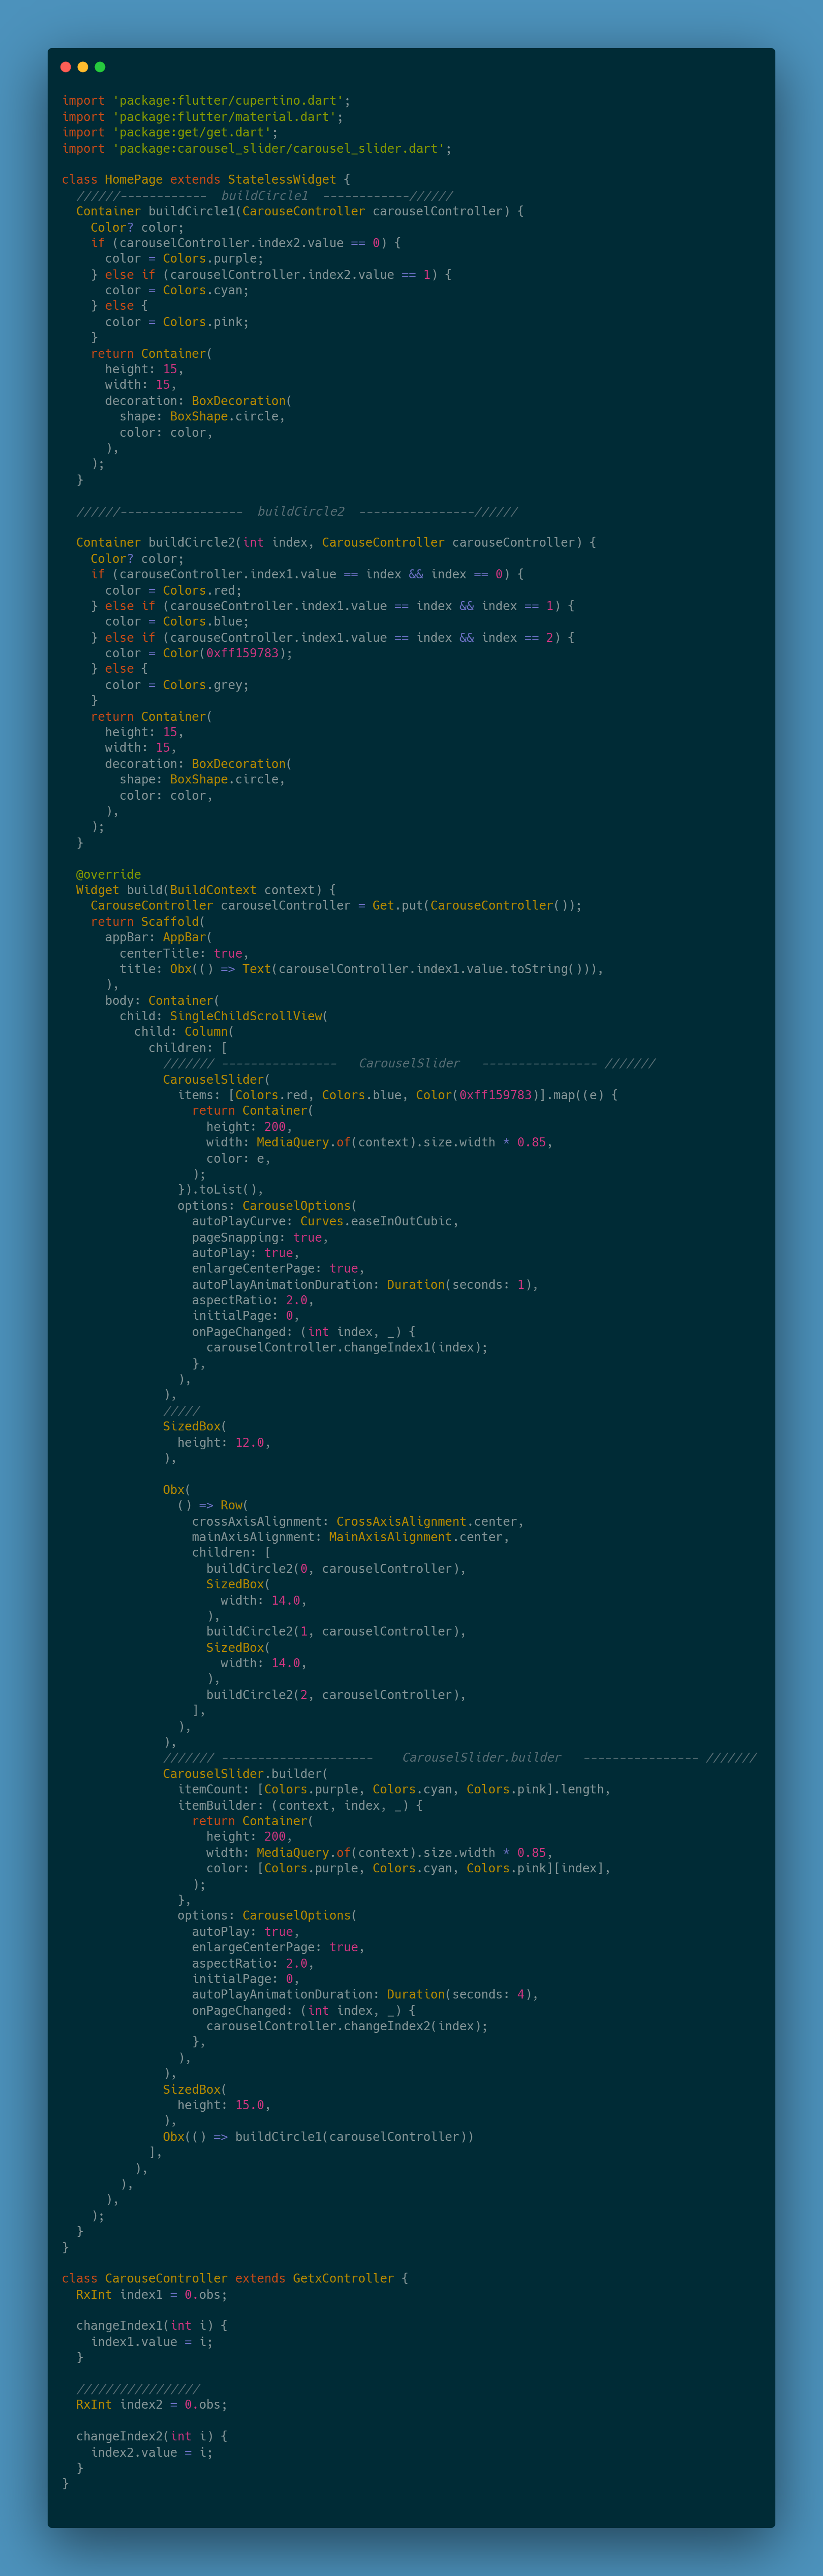 import 'package:flutter/cupertino.dart';
import 'package:flutter/material.dart';
import 'package:get/get.dart';
import 'package:carousel_slider/carousel_slider.dart';

class HomePage extends StatelessWidget {
  //////------------  buildCircle1  ------------//////
  Container buildCircle1(CarouseController carouselController) {
    Color? color;
    if (carouselController.index2.value == 0) {
      color = Colors.purple;
    } else if (carouselController.index2.value == 1) {
      color = Colors.cyan;
    } else {
      color = Colors.pink;
    }
    return Container(
      height: 15,
      width: 15,
      decoration: BoxDecoration(
        shape: BoxShape.circle,
        color: color,
      ),
    );
  }

  //////-----------------  buildCircle2  ----------------//////

  Container buildCircle2(int index, CarouseController carouseController) {
    Color? color;
    if (carouseController.index1.value == index && index == 0) {
      color = Colors.red;
    } else if (carouseController.index1.value == index && index == 1) {
      color = Colors.blue;
    } else if (carouseController.index1.value == index && index == 2) {
      color = Color(0xff159783);
    } else {
      color = Colors.grey;
    }
    return Container(
      height: 15,
      width: 15,
      decoration: BoxDecoration(
        shape: BoxShape.circle,
        color: color,
      ),
    );
  }

  @override
  Widget build(BuildContext context) {
    CarouseController carouselController = Get.put(CarouseController());
    return Scaffold(
      appBar: AppBar(
        centerTitle: true,
        title: Obx(() => Text(carouselController.index1.value.toString())),
      ),
      body: Container(
        child: SingleChildScrollView(
          child: Column(
            children: [
              /////// ----------------   CarouselSlider   ---------------- ///////
              CarouselSlider(
                items: [Colors.red, Colors.blue, Color(0xff159783)].map((e) {
                  return Container(
                    height: 200,
                    width: MediaQuery.of(context).size.width * 0.85,
                    color: e,
                  );
                }).toList(),
                options: CarouselOptions(
                  autoPlayCurve: Curves.easeInOutCubic,
                  pageSnapping: true,
                  autoPlay: true,
                  enlargeCenterPage: true,
                  autoPlayAnimationDuration: Duration(seconds: 1),
                  aspectRatio: 2.0,
                  initialPage: 0,
                  onPageChanged: (int index, _) {
                    carouselController.changeIndex1(index);
                  },
                ),
              ),
              /////
              SizedBox(
                height: 12.0,
              ),

              Obx(
                () => Row(
                  crossAxisAlignment: CrossAxisAlignment.center,
                  mainAxisAlignment: MainAxisAlignment.center,
                  children: [
                    buildCircle2(0, carouselController),
                    SizedBox(
                      width: 14.0,
                    ),
                    buildCircle2(1, carouselController),
                    SizedBox(
                      width: 14.0,
                    ),
                    buildCircle2(2, carouselController),
                  ],
                ),
              ),
              /////// ---------------------    CarouselSlider.builder   ---------------- ///////
              CarouselSlider.builder(
                itemCount: [Colors.purple, Colors.cyan, Colors.pink].length,
                itemBuilder: (context, index, _) {
                  return Container(
                    height: 200,
                    width: MediaQuery.of(context).size.width * 0.85,
                    color: [Colors.purple, Colors.cyan, Colors.pink][index],
                  );
                },
                options: CarouselOptions(
                  autoPlay: true,
                  enlargeCenterPage: true,
                  aspectRatio: 2.0,
                  initialPage: 0,
                  autoPlayAnimationDuration: Duration(seconds: 4),
                  onPageChanged: (int index, _) {
                    carouselController.changeIndex2(index);
                  },
                ),
              ),
              SizedBox(
                height: 15.0,
              ),
              Obx(() => buildCircle1(carouselController))
            ],
          ),
        ),
      ),
    );
  }
}

class CarouseController extends GetxController {
  RxInt index1 = 0.obs;

  changeIndex1(int i) {
    index1.value = i;
  }

  /////////////////
  RxInt index2 = 0.obs;

  changeIndex2(int i) {
    index2.value = i;
  }
}